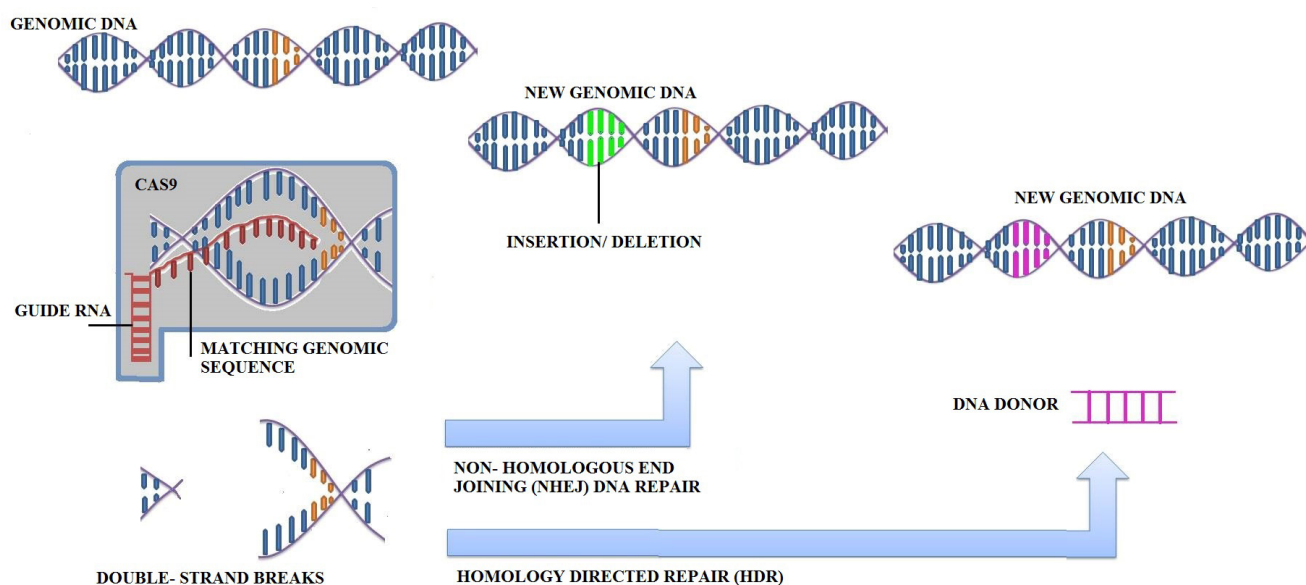 GENOMIC DNA
NEW GENOMIC DNA
CAS9
NEW GENOMIC DNA
INSERTION/ DELETION
GUIDE RNA
MATCHING GENOMIC
SEQUENCE
DNA DONOR
NON- HOMOLOGOUS END
JOINING (NHEJ) DNA REPAIR
DOUBLE- STRAND BREAKS
HOMOLOGY DIRECTED REPAIR (HDR)